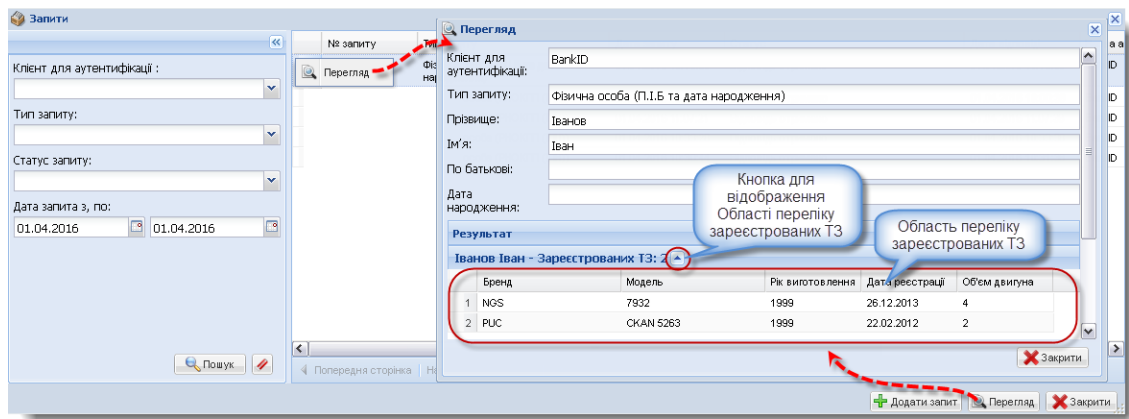 Запити
Клієнт для аутентифікації :
Тип запиту:
Статус запиту:
Дата запита з, по:
01.04.2016 01.04.2016
Пошук
№ запиту
Перегляд
Попередня сторінка
Перегляд
Клієнт для
аутентифікації:
BankID
Тип запиту: Фізична особа (П.І.Б та дата народження)
Прізвище: Іванов
Ім'я: Іван
По батькові:
Дата
народження:
Результат
Іванов Іван - Зареєстрованих ТЗ: 2
Кнопка для
відображення
Області переліку
зареєстрованих ТЗ
Область переліку
зареєстрованих ТЗ
Бренд Модель Рік виготовлення Дата реєстрації Об'єм двигуна
1 NGS 7932 1999 26.12.2013 4
2 PUC CKAN 5263 1999 22.02.2012 2
Закрити
Додати запит Перегляд Закрити